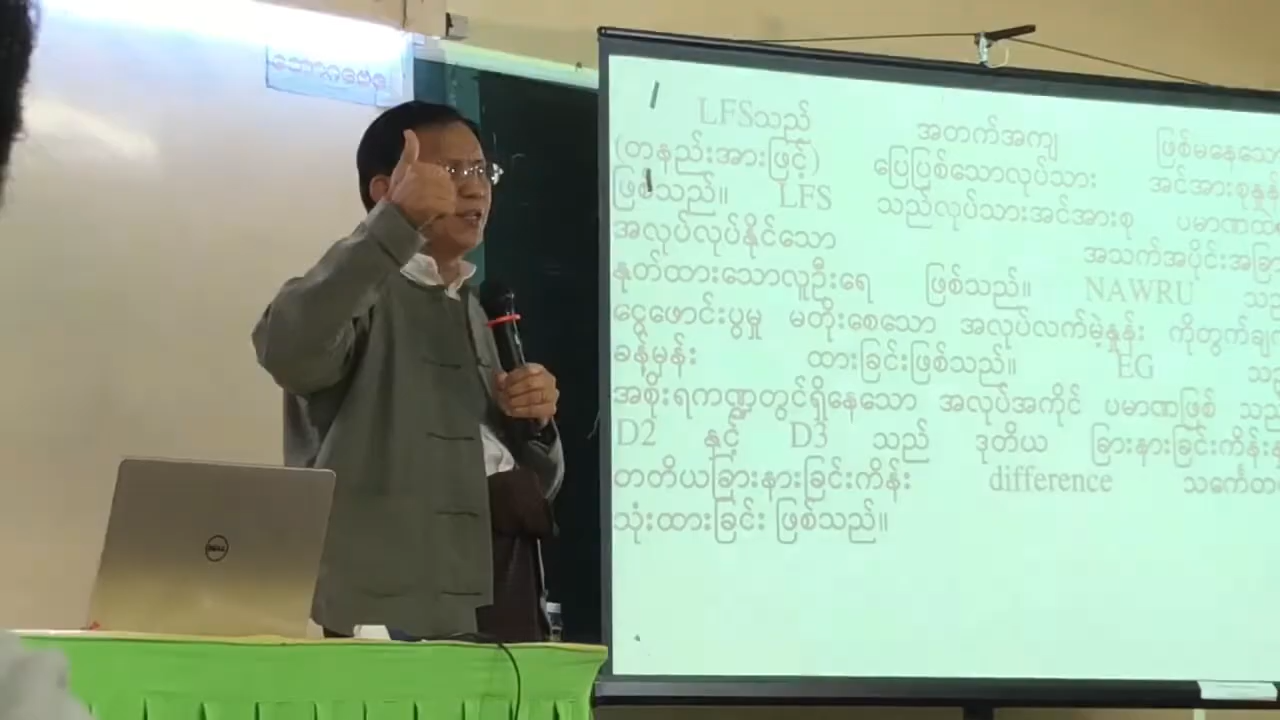 ဘောဂဗေဒ
LFSသည် အတက်အကျ ဖြစ်မနေသော
(တနည်းအားဖြင့်) ပြေပြစ်သောလုပ်သား အင်အားစုနှုန်း
ဖြစ်သည်။ LFS သည်လုပ်သားအင်အားစု ပမာဏထဲ
အလုပ်လုပ်နိုင်သော အသက်အပိုင်းအခြား
နုတ်ထားသောလူဦးရေ ဖြစ်သည်။ NAWRU သည်
ငွေဖောင်းပွမှု မတိုးစေသော အလုပ်လက်မဲ့နှုန်း ကိုတွက်ချ
ခန့်မှန်း ထားခြင်းဖြစ်သည်။ EG သည်
အစိုးရကဏ္ဍတွင်ရှိနေသော အလုပ်အကိုင် ပမာဏဖြစ် သည်
D2 နှင့် D3 သည် ဒုတိယ ခြားနားခြင်းကိန်း
တတိယခြားနားခြင်းကိန်း difference သင်္ကေတ
သုံးထားခြင်း ဖြစ်သည်။
DELL